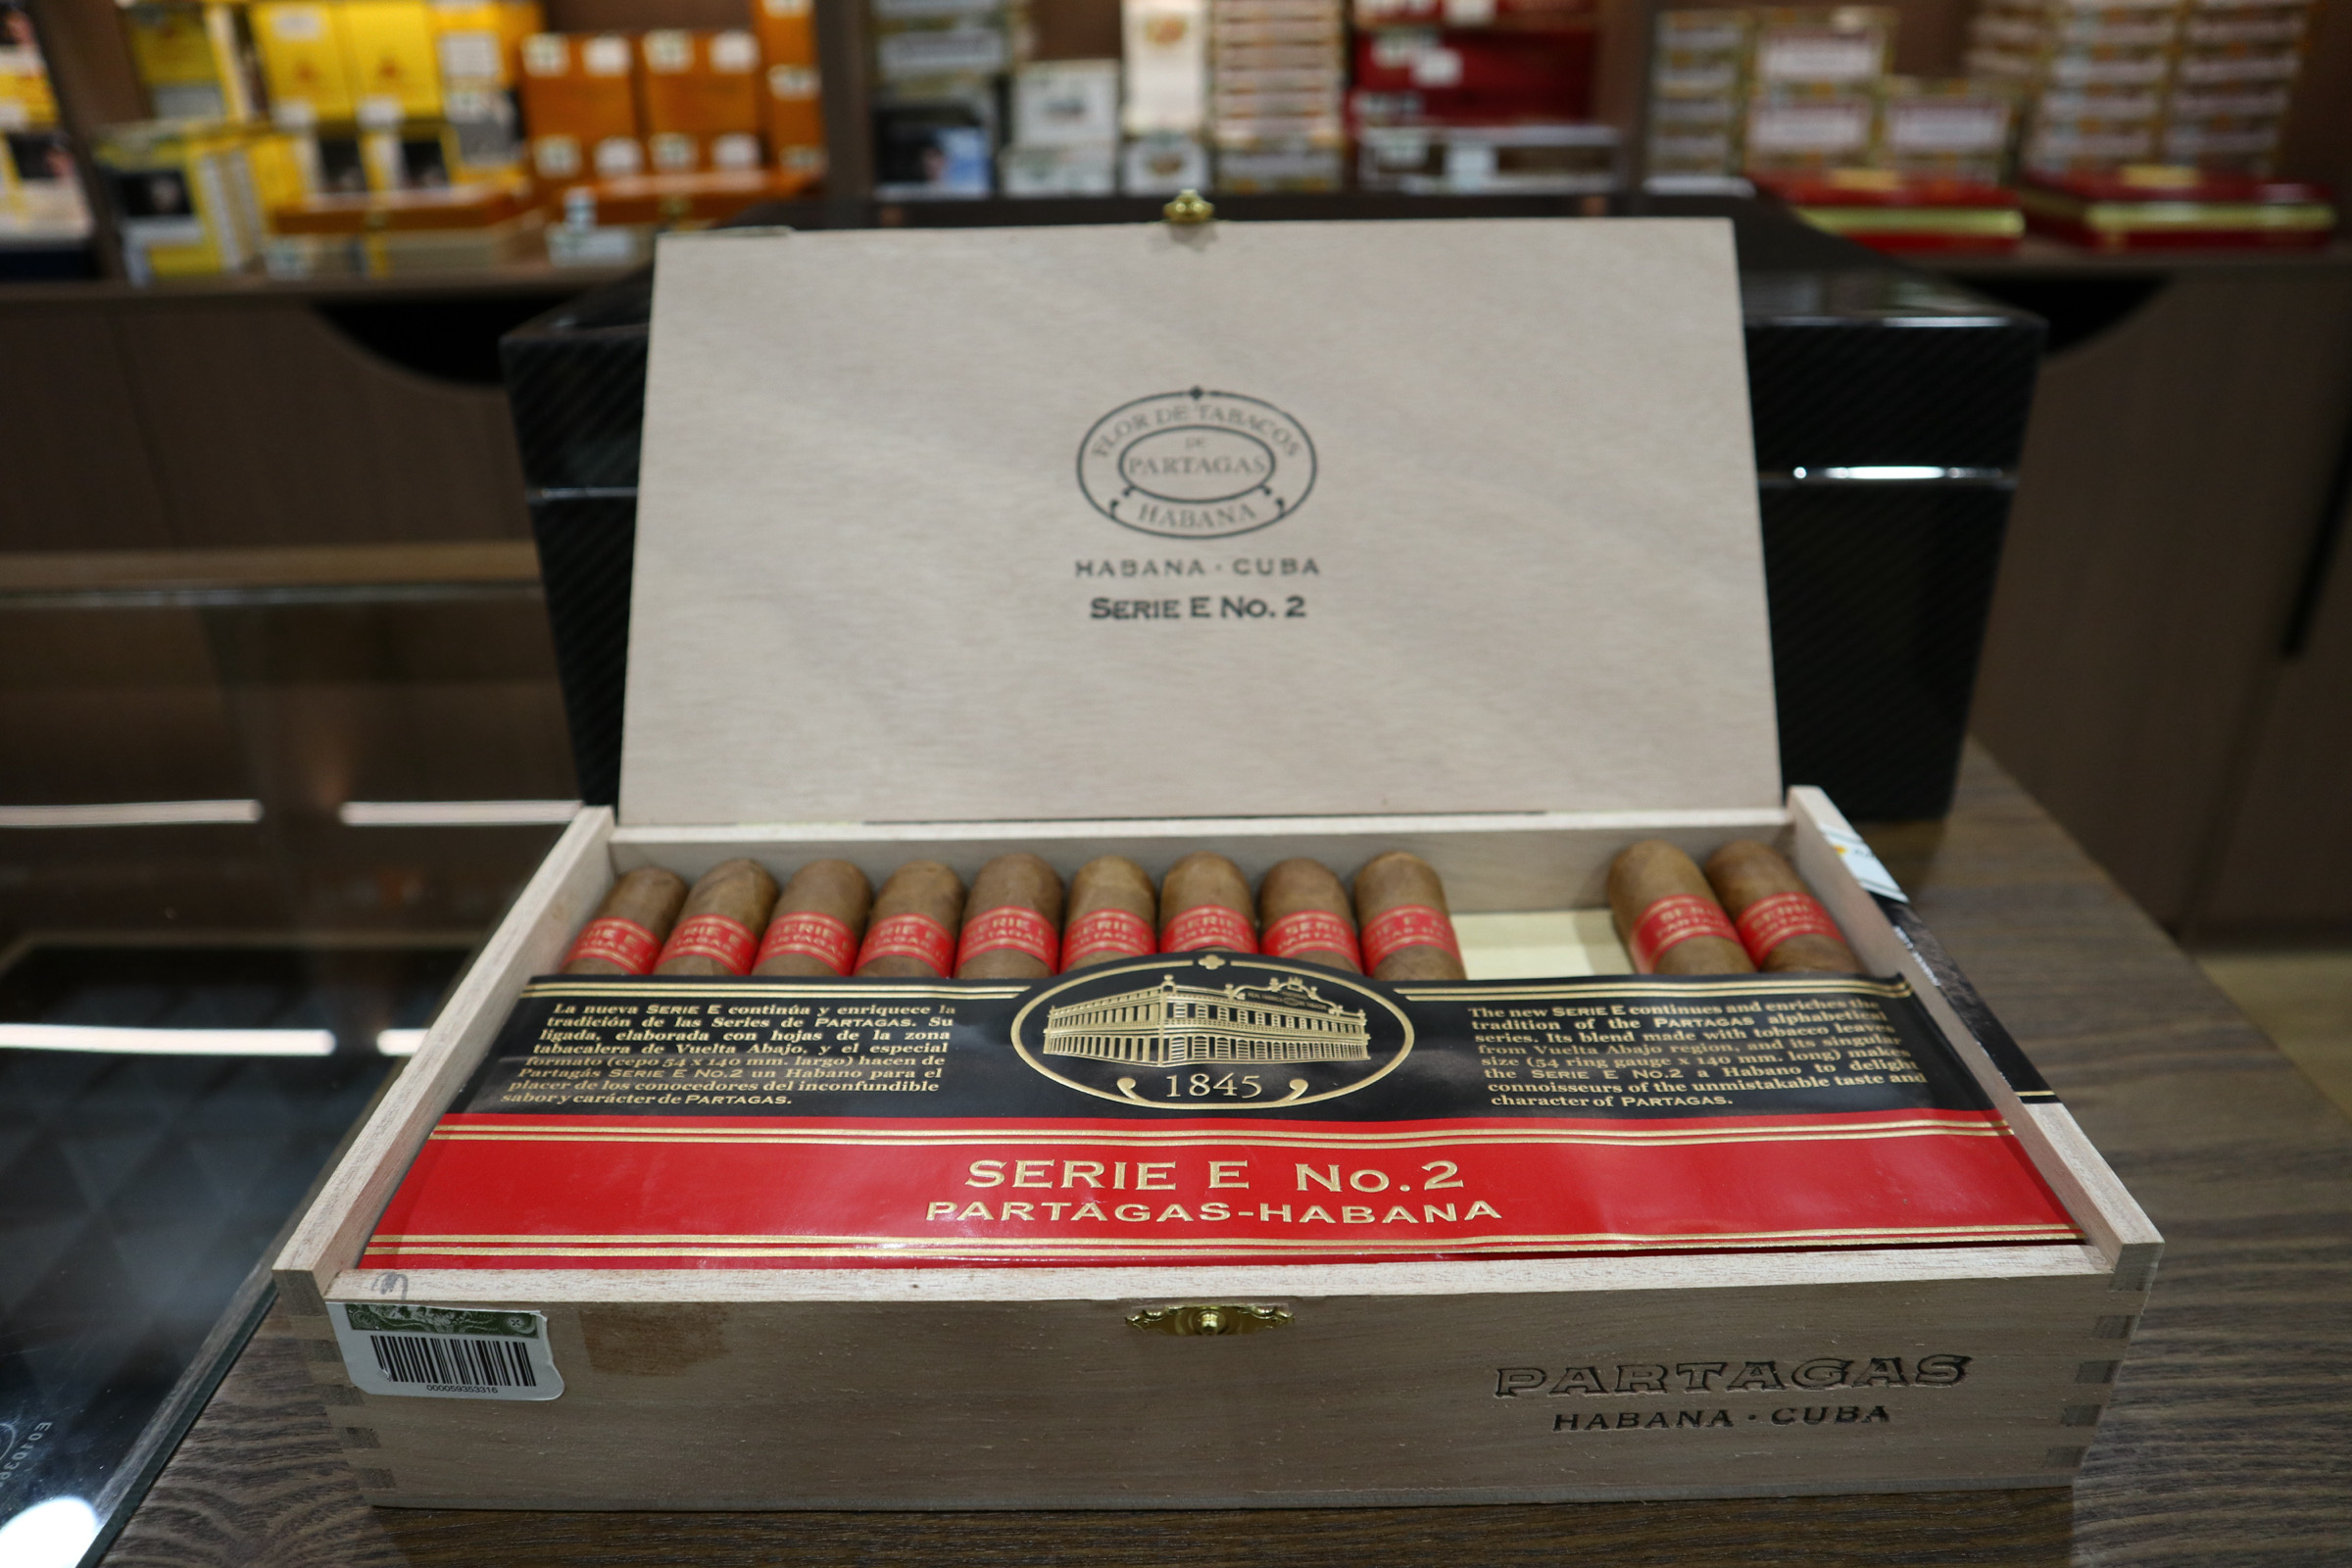 FLOR DE TABACOS
DE
PARTAGAS
HABANA
HABANA · CUBA
SERIE E No. 2
SERIE E
SERIE E
SERIE
La nueva SERIE E continúa y enriquece la
tradición de las Series de PARTAGAS. Su
ligada, elaborada con hojas de la zona
tabacalera de Vuelta Abajo, y el especial
formato (cepo 54 x 140 mm. largo) hacen de
Partagás SERIE E NO.2 un Habano para el
placer de los conocedores del inconfundible
sabor y carácter de PARTAGAS.
1845
The new SERIE E continues and enriches the
tradition of the PARTAGAS alphabetical
series. Its blend made with tobacco leaves
from Vuelta Abajo region, and its singular
size (54 ring gauge x 140 mm. long) makes
the SERIE E NO.2 a Habano to delight
connoisseurs of the unmistakable taste and
character of PARTAGAS.
SERIE E No.2
PARTAGAS-HABANA
000059353316
PARTAGAS
HABANA · CUBA